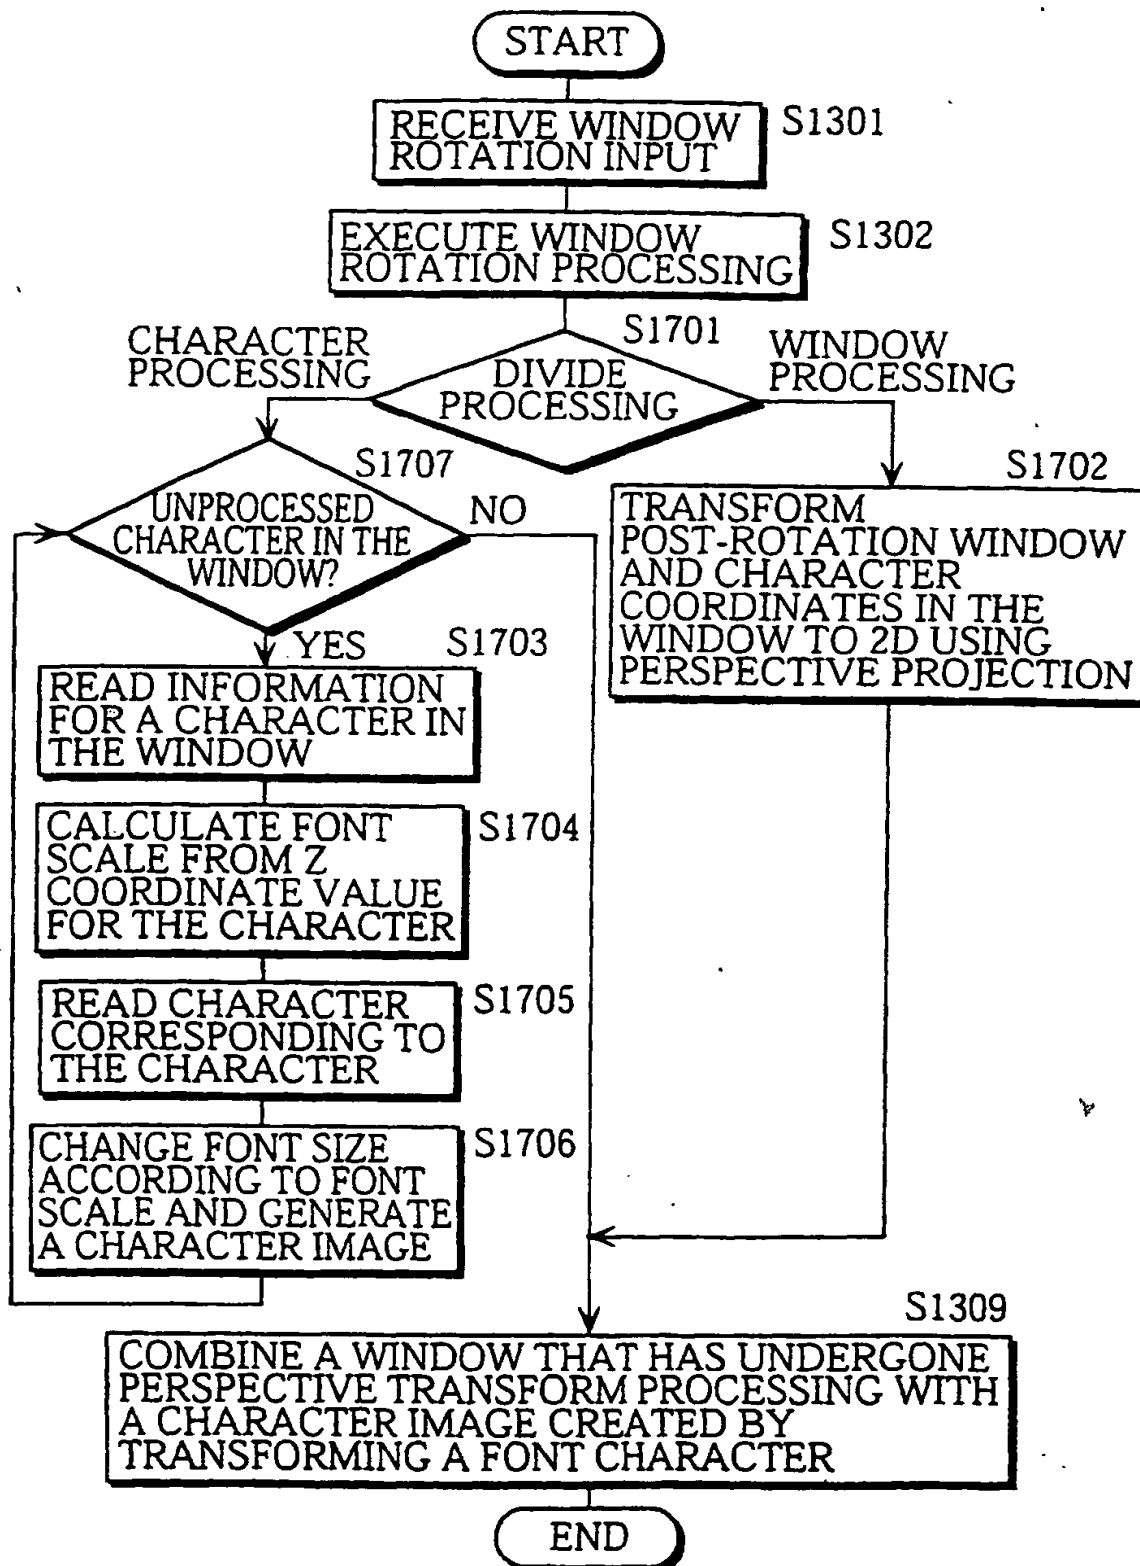 START
RECEIVE WINDOW
ROTATION INPUT
S1301
EXECUTE WINDOW
ROTATION PROCESSING
S1302
S1701
CHARACTER
PROCESSING
DIVIDE
PROCESSING
WINDOW
PROCESSING
S1707
UNPROCESSED
CHARACTER IN THE
WINDOW?
NO
YES
S1702
TRANSFORM
POST-ROTATION WINDOW
AND CHARACTER
COORDINATES IN THE
WINDOW TO 2D USING
PERSPECTIVE PROJECTION
S1703
READ INFORMATION
FOR A CHARACTER IN
THE WINDOW
CALCULATE FONT
SCALE FROM Z
COORDINATE VALUE
FOR THE CHARACTER
S1704
READ CHARACTER
CORRESPONDING TO
THE CHARACTER
S1705
CHANGE FONT SIZE
ACCORDING TO FONT
SCALE AND GENERATE
A CHARACTER IMAGE
S1706
S1309
COMBINE A WINDOW THAT HAS UNDERGONE
PERSPECTIVE TRANSFORM PROCESSING WITH
A CHARACTER IMAGE CREATED BY
TRANSFORMING A FONT CHARACTER
END